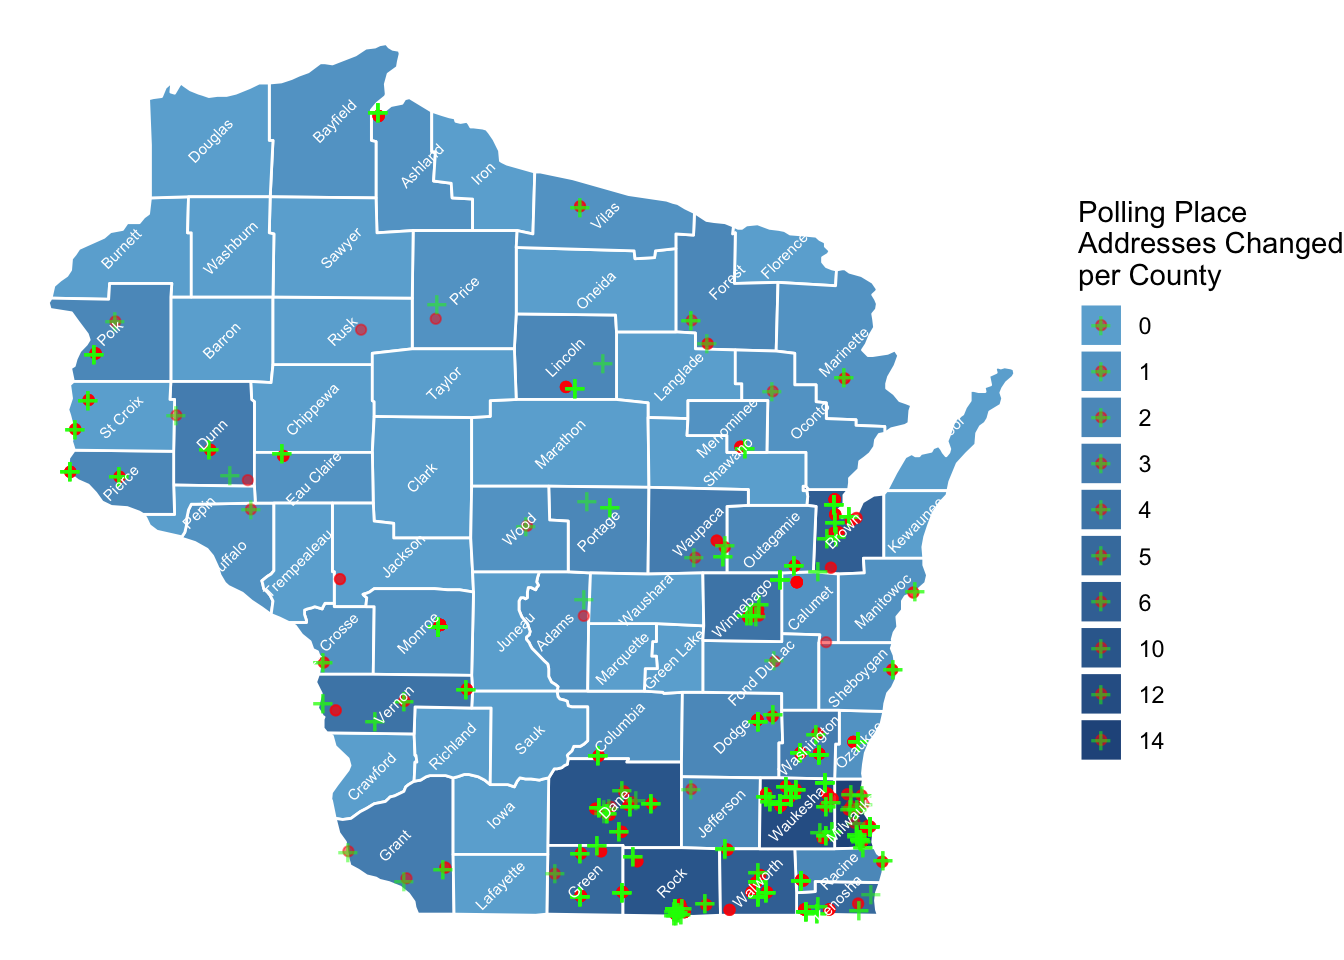 Polling Place
Addresses Changed
per County
0
1
2
3
4
5
6
10
12
14
Douglas
Bayfield
Ashland
Iron
Vilas
Burnett
Washburn
Sawyer
Price
Oneida
Forest
Florence
Polk
Barron
Rusk
Lincoln
Langlade
Marinette
Taylor
Chippewa
St Croix
Dunn
Menominee
Oconto
Marathon
Shawano
Clark
Eau Claire
Pierce
Pepin
Wood
Portage
Waupaca
Outagamie
Brown
Kewaunee
uffalo
Trempealeau
Jackson
Juneau
Adams
Waushara
Winnebago
Calumet
Manitowoc
Crosse
Monroe
Marquette
Green Lake
Fond Du Lac
Sheboygan
Vernon
Columbia
Dodge
Washington
Ozaukee
Crawford
Richland
Sauk
Dane
Jefferson
Waukesha
Milwauk
Grant
Iowa
Lafayette
Green
Rock
Walworth
Racine
enosha